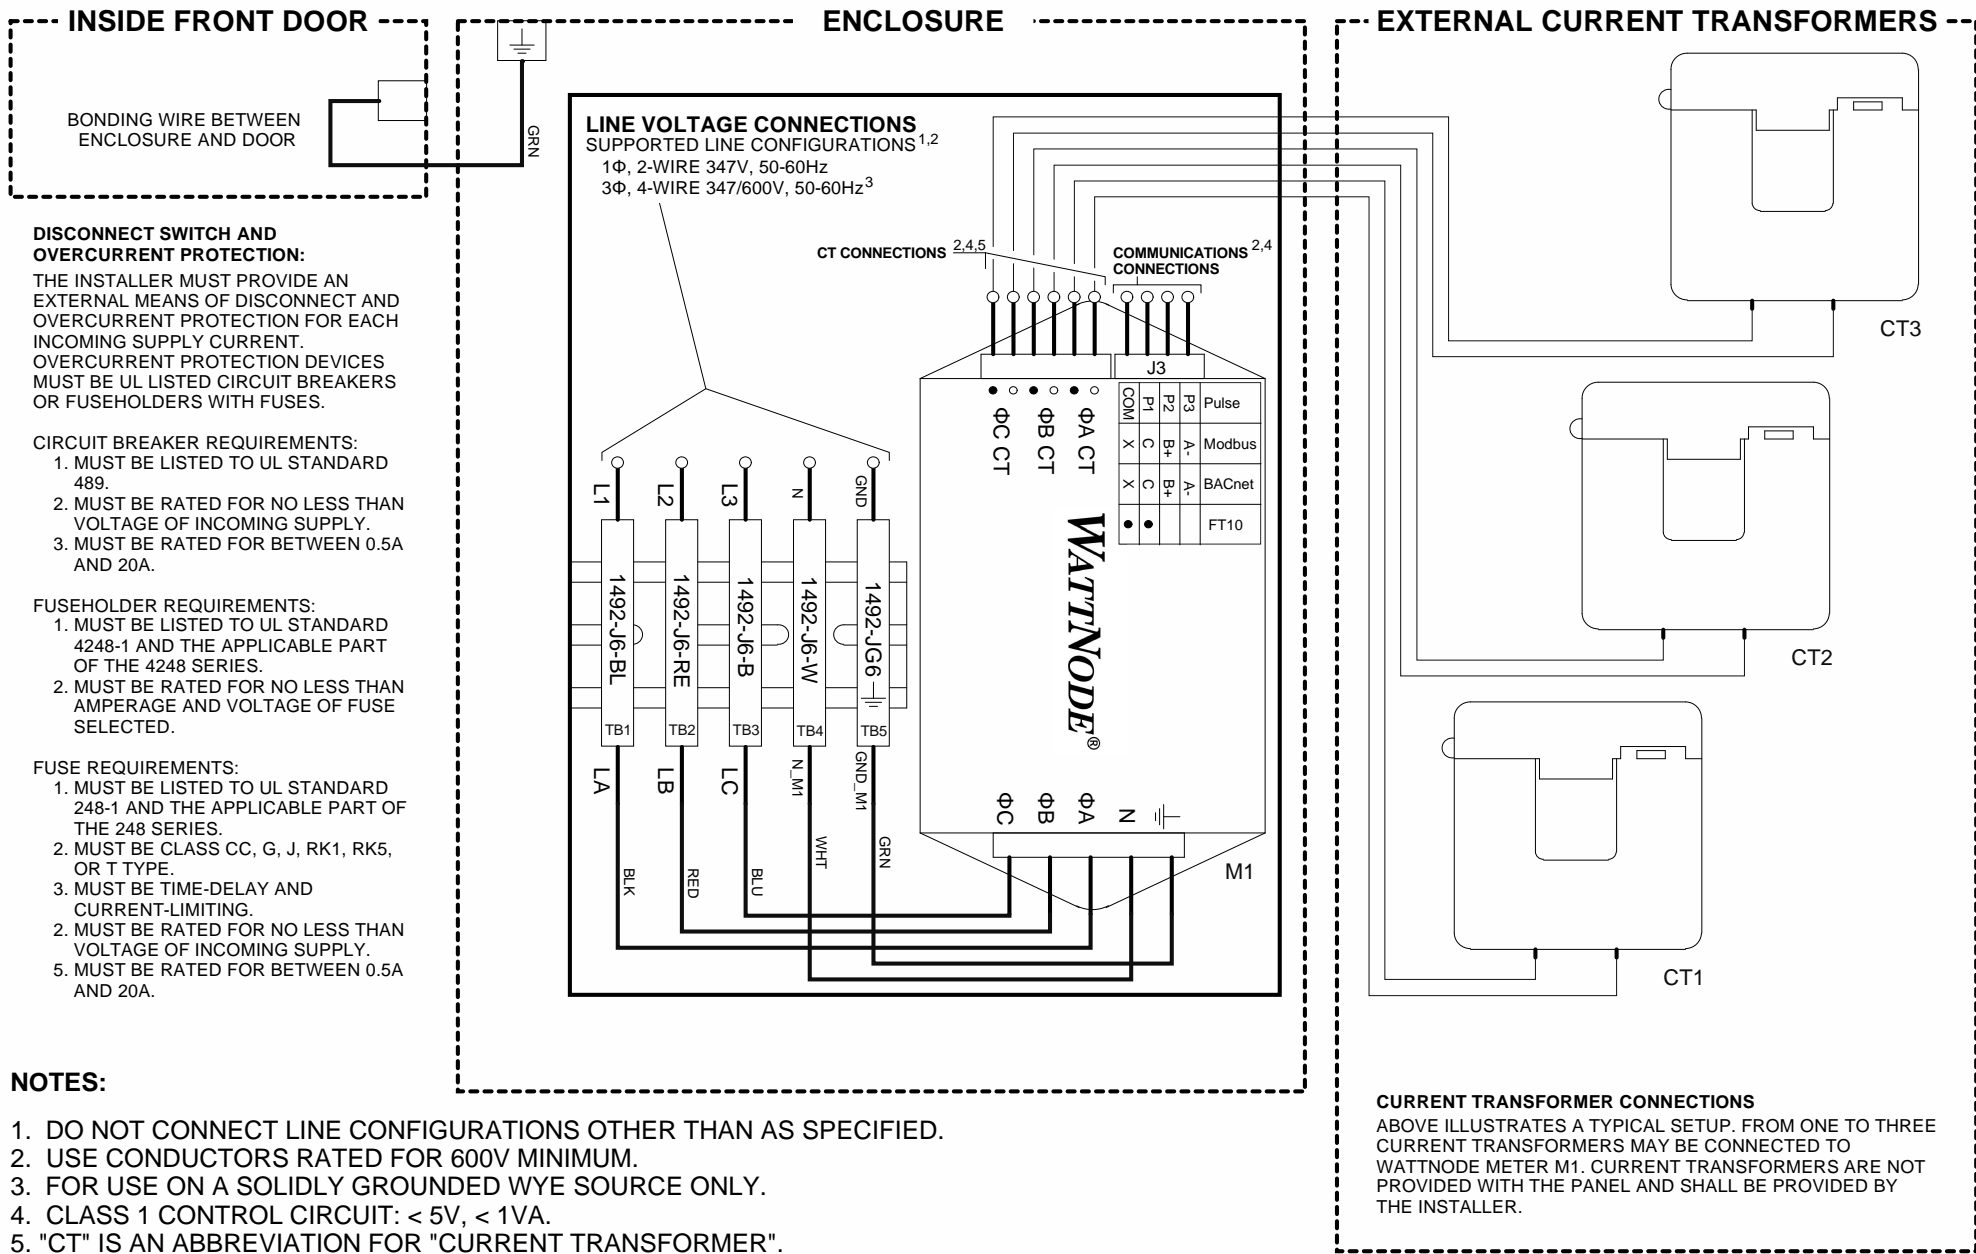 INSIDE FRONT DOOR
BONDING WIRE BETWEEN
ENCLOSURE AND DOOR
GRN
DISCONNECT SWITCH AND
OVERCURRENT PROTECTION:
THE INSTALLER MUST PROVIDE AN
EXTERNAL MEANS OF DISCONNECT AND
OVERCURRENT PROTECTION FOR EACH
INCOMING SUPPLY CURRENT.
OVERCURRENT PROTECTION DEVICES
MUST BE UL LISTED CIRCUIT BREAKERS
OR FUSEHOLDERS WITH FUSES.
CIRCUIT BREAKER REQUIREMENTS:
1. MUST BE LISTED TO UL STANDARD
489.
2. MUST BE RATED FOR NO LESS THAN
VOLTAGE OF INCOMING SUPPLY.
3. MUST BE RATED FOR BETWEEN 0.5A
AND 20A.
FUSEHOLDER REQUIREMENTS:
1. MUST BE LISTED TO UL STANDARD
4248-1 AND THE APPLICABLE PART
OF THE 4248 SERIES.
2. MUST BE RATED FOR NO LESS THAN
AMPERAGE AND VOLTAGE OF FUSE
SELECTED.
FUSE REQUIREMENTS:
1. MUST BE LISTED TO UL STANDARD
248-1 AND THE APPLICABLE PART OF
THE 248 SERIES.
2. MUST BE CLASS CC, G, J, RK1, RK5,
OR T TYPE.
3. MUST BE TIME-DELAY AND
CURRENT-LIMITING.
2. MUST BE RATED FOR NO LESS THAN
VOLTAGE OF INCOMING SUPPLY.
5. MUST BE RATED FOR BETWEEN 0.5A
AND 20A.
ENCLOSURE
LINE VOLTAGE CONNECTIONS
SUPPORTED LINE CONFIGURATIONS 1,2
1Φ, 2-WIRE 347V, 50-60Hz
3Φ, 4-WIRE 347/600V, 50-60Hz 3
CT CONNECTIONS 2,4,5
COMMUNICATIONS 2,4
CONNECTIONS
J3
ΦC CT
ΦB CT
ΦA CT
COM P1 P2 P3 Pulse
X C B+ A- Modbus
X C B+ A- BACnet
FT10
WATTNODE®
L1
L2
L3
N
GND
1492-J6-BL
1492-J6-RE
1492-J6-B
1492-J6-W
1492-JG6
TB1
TB2
TB3
TB4
TB5
LA
LB
LC
N_M1
GND_M1
BLK
RED
BLU
WHT
GRN
ΦC
ΦB
ΦA
N
M1
EXTERNAL CURRENT TRANSFORMERS
CT3
CT2
CT1
CURRENT TRANSFORMER CONNECTIONS
ABOVE ILLUSTRATES A TYPICAL SETUP. FROM ONE TO THREE
CURRENT TRANSFORMERS MAY BE CONNECTED TO
WATTNODE METER M1. CURRENT TRANSFORMERS ARE NOT
PROVIDED WITH THE PANEL AND SHALL BE PROVIDED BY
THE INSTALLER.
NOTES:
1. DO NOT CONNECT LINE CONFIGURATIONS OTHER THAN AS SPECIFIED.
2. USE CONDUCTORS RATED FOR 600V MINIMUM.
3. FOR USE ON A SOLIDLY GROUNDED WYE SOURCE ONLY.
4. CLASS 1 CONTROL CIRCUIT: < 5V, < 1VA.
5. "CT" IS AN ABBREVIATION FOR "CURRENT TRANSFORMER".